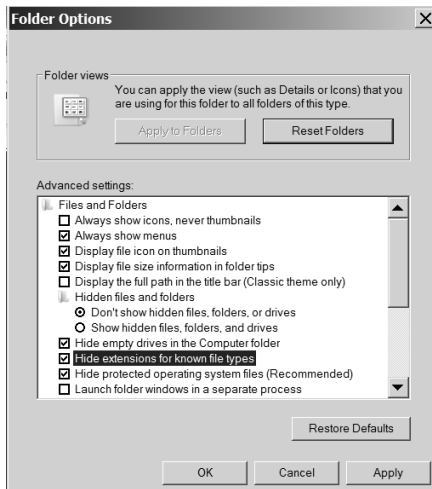 Folder Options
Folder views
You can apply the view (such as Details or Icons) that you
are using for this folder to all folders of this type.
Apply to Folders
Reset Folders
Advanced settings:
Files and Folders
Always show icons, never thumbnails
Always show menus
Display file icon on thumbnails
Display file size information in folder tips
Display the full path in the title bar (Classic theme only)
Hidden files and folders
Don't show hidden files, folders, or drives
Show hidden files, folders, and drives
Hide empty drives in the Computer folder
Hide extensions for known file types
Hide protected operating system files (Recommended)
Launch folder windows in a separate process
Restore Defaults
OK
Cancel
Apply